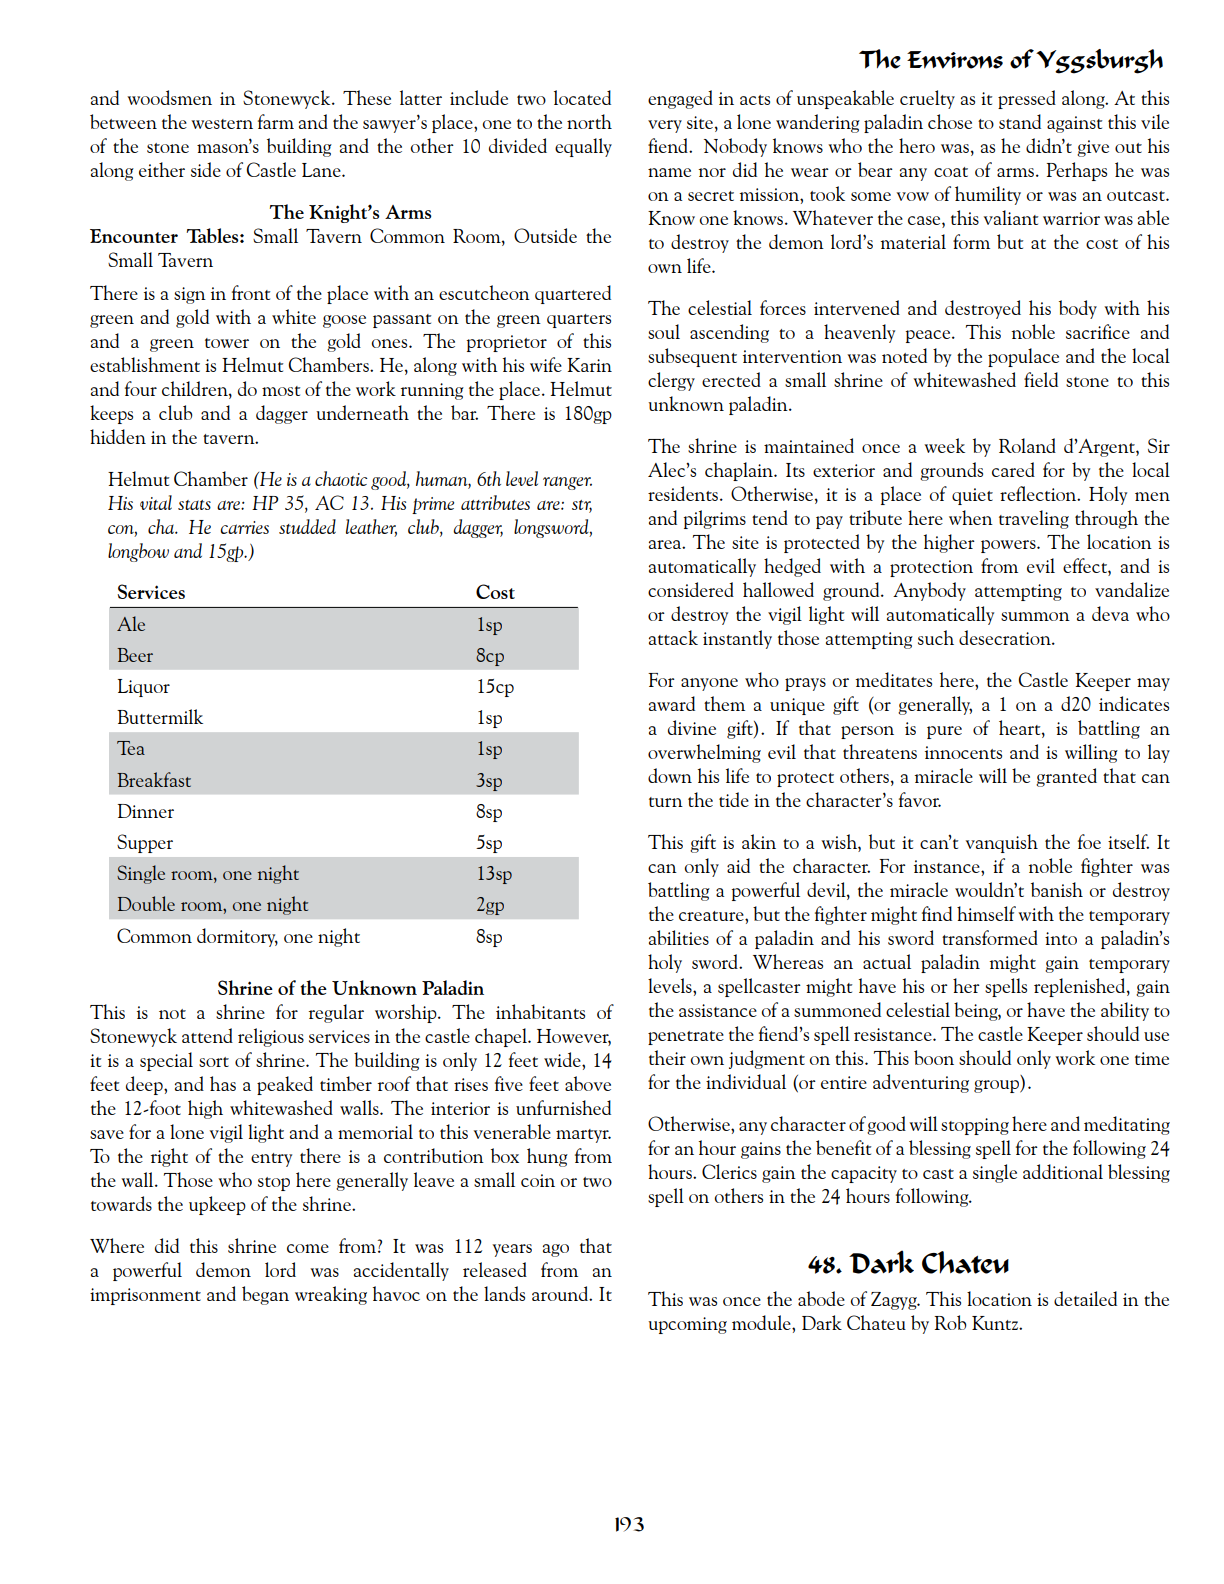 The Environs of Yggsburgh
and woodsmen in Stonewyck. These latter include two located
between the western farm and the sawyer's place, one to the north
of the stone mason's building and the other 10 divided equally
along either side of Castle Lane.
The Knight's Arms
Encounter Tables: Small Tavern Common Room, Outside the
Small Tavern
There is a sign in front of the place with an escutcheon quartered
green and gold with a white goose passant on the green quarters
and a green tower on the gold ones. The proprietor of this
establishment is Helmut Chambers. He, along with his wife Karin
and four children, do most of the work running the place. Helmut
keeps a club and a dagger underneath the bar. There is 180gp
hidden in the tavern.
Helmut Chamber (He is a chaotic good, human, 6th level ranger.
His vital stats are: HP 35, AC 13. His prime attributes are: str,
con, cha. He carries studded leather, club, dagger, longsword,
longbow and 15gp.)
Services Cost
Ale 1sp
Beer 8cp
Liquor 15cp
Buttermilk 1sp
Tea 1sp
Breakfast 3sp
Dinner 8sp
Supper 5sp
Single room, one night 13sp
Double room, one night 2gp
Common dormitory, one night 8sp
Shrine of the Unknown Paladin
This is not a shrine for regular worship. The inhabitants of
Stonewyck attend religious services in the castle chapel. However,
it is a special sort of shrine. The building is only 12 feet wide, 14
feet deep, and has a peaked timber roof that rises five feet above
the 12-foot high whitewashed walls. The interior is unfurnished
save for a lone vigil light and a memorial to this venerable martyr.
To the right of the entry there is a contribution box hung from
the wall. Those who stop here generally leave a small coin or two
towards the upkeep of the shrine.
Where did this shrine come from? It was 112 years ago that
a powerful demon lord was accidentally released from an
imprisonment and began wreaking havoc on the lands around. It
engaged in acts of unspeakable cruelty as it pressed along. At this
very site, a lone wandering paladin chose to stand against this vile
fiend. Nobody knows who the hero was, as he didn't give out his
name nor did he wear or bear any coat of arms. Perhaps he was
on a secret mission, took some vow of humility or was an outcast.
Know one knows. Whatever the case, this valiant warrior was able
to destroy the demon lord's material form but at the cost of his
own life.
The celestial forces intervened and destroyed his body with his
soul ascending to a heavenly peace. This noble sacrifice and
subsequent intervention was noted by the populace and the local
clergy erected a small shrine of whitewashed field stone to this
unknown paladin.
The shrine is maintained once a week by Roland d'Argent, Sir
Alec's chaplain. Its exterior and grounds cared for by the local
residents. Otherwise, it is a place of quiet reflection. Holy men
and pilgrims tend to pay tribute here when traveling through the
area. The site is protected by the higher powers. The location is
automatically hedged with a protection from evil effect, and is
considered hallowed ground. Anybody attempting to vandalize
or destroy the vigil light will automatically summon a deva who
attack instantly those attempting such desecration.
For anyone who prays or meditates here, the Castle Keeper may
award them a unique gift (or generally, a 1 on a d20 indicates
a divine gift). If that person is pure of heart, is battling an
overwhelming evil that threatens innocents and is willing to lay
down his life to protect others, a miracle will be granted that can
turn the tide in the character's favor.
This gift is akin to a wish, but it can't vanquish the foe itself. It
can only aid the character. For instance, if a noble fighter was
battling a powerful devil, the miracle wouldn't banish or destroy
the creature, but the fighter might find himself with the temporary
abilities of a paladin and his sword transformed into a paladin's
holy sword. Whereas an actual paladin might gain temporary
levels, a spellcaster might have his or her spells replenished, gain
the assistance of a summoned celestial being, or have the ability to
penetrate the fiend's spell resistance. The castle Keeper should use
their own judgment on this. This boon should only work one time
for the individual (or entire adventuring group).
Otherwise, any character of good will stopping here and meditating
for an hour gains the benefit of a blessing spell for the following 24
hours. Clerics gain the capacity to cast a single additional blessing
spell on others in the 24 hours following.
48. Dark Chateu
This was once the abode of Zagyg. This location is detailed in the
upcoming module, Dark Chateu by Rob Kuntz.
193